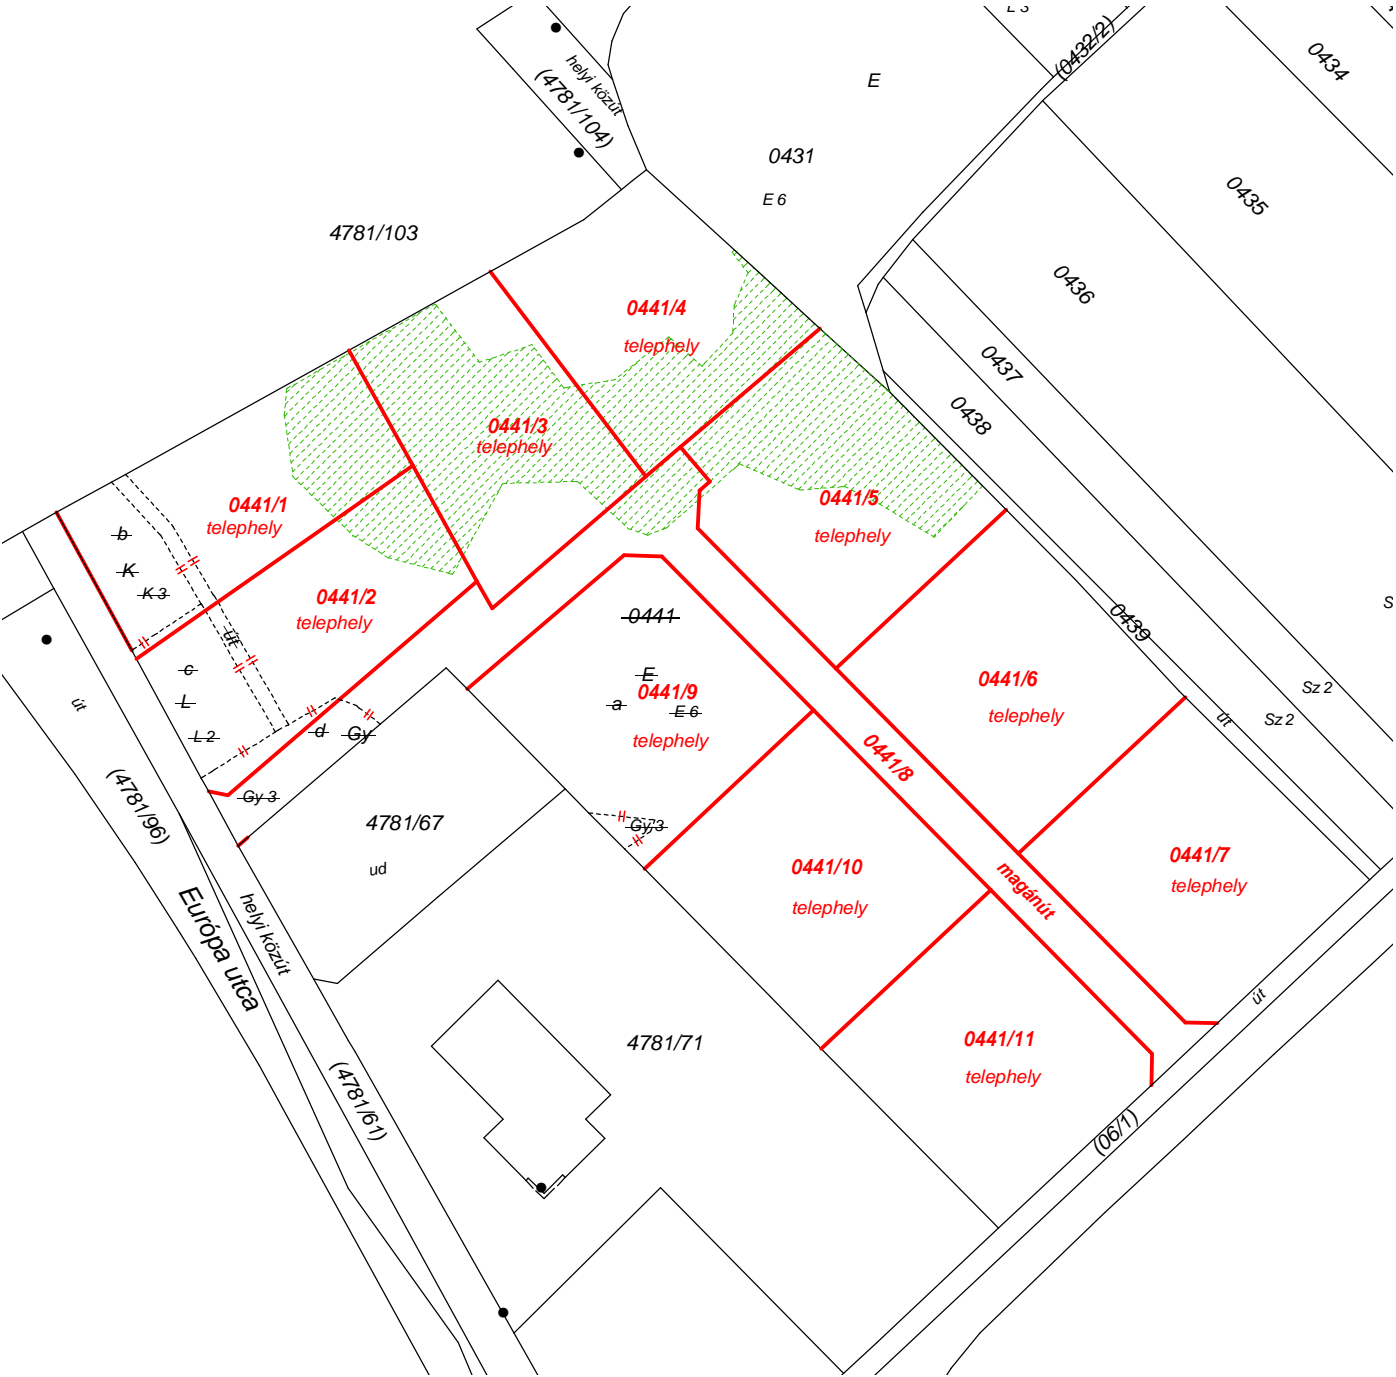 E 3
(0432/2)
0434
helyi közút
(4781/104)
E
0431
E 6
0435
4781/103
0436
0441/4
telephely
0437
0438
0441/3
telephely
0441/1
telephely
0441/5
telephely
b
K
K 3
0441/2
telephely
út
0441
0439
c
L
L 2
E
0441/9
a
E 6
telephely
0441/6
telephely
Sz 2
Sz 2
S
út
út
d
Gy
0441/8
Gy 3
(4781/96)
4781/67
ud
Gy 3
0441/10
telephely
magánút
0441/7
telephely
Európa utca
helyi közút
út
4781/71
0441/11
telephely
(4781/61)
(06/1)